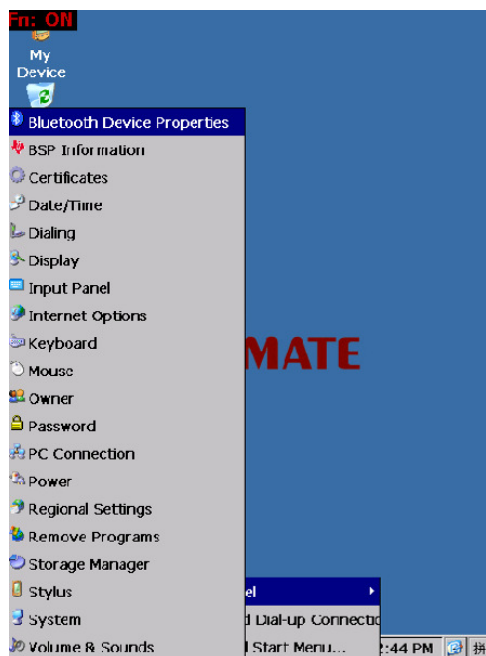 Fn: ON
My
Device
Bluetooth Device Properties
BSP Information
Certificates
Date/Time
Dialing
Display
Input Panel
Internet Options
Keyboard
Mouse
Owner
Password
PC Connection
Power
Regional Settings
Remove Programs
Storage Manager
Stylus
System
Volume & Sounds
MATE
el
d Dial-up Connectio
l Start Menu...
:44 PM
拼